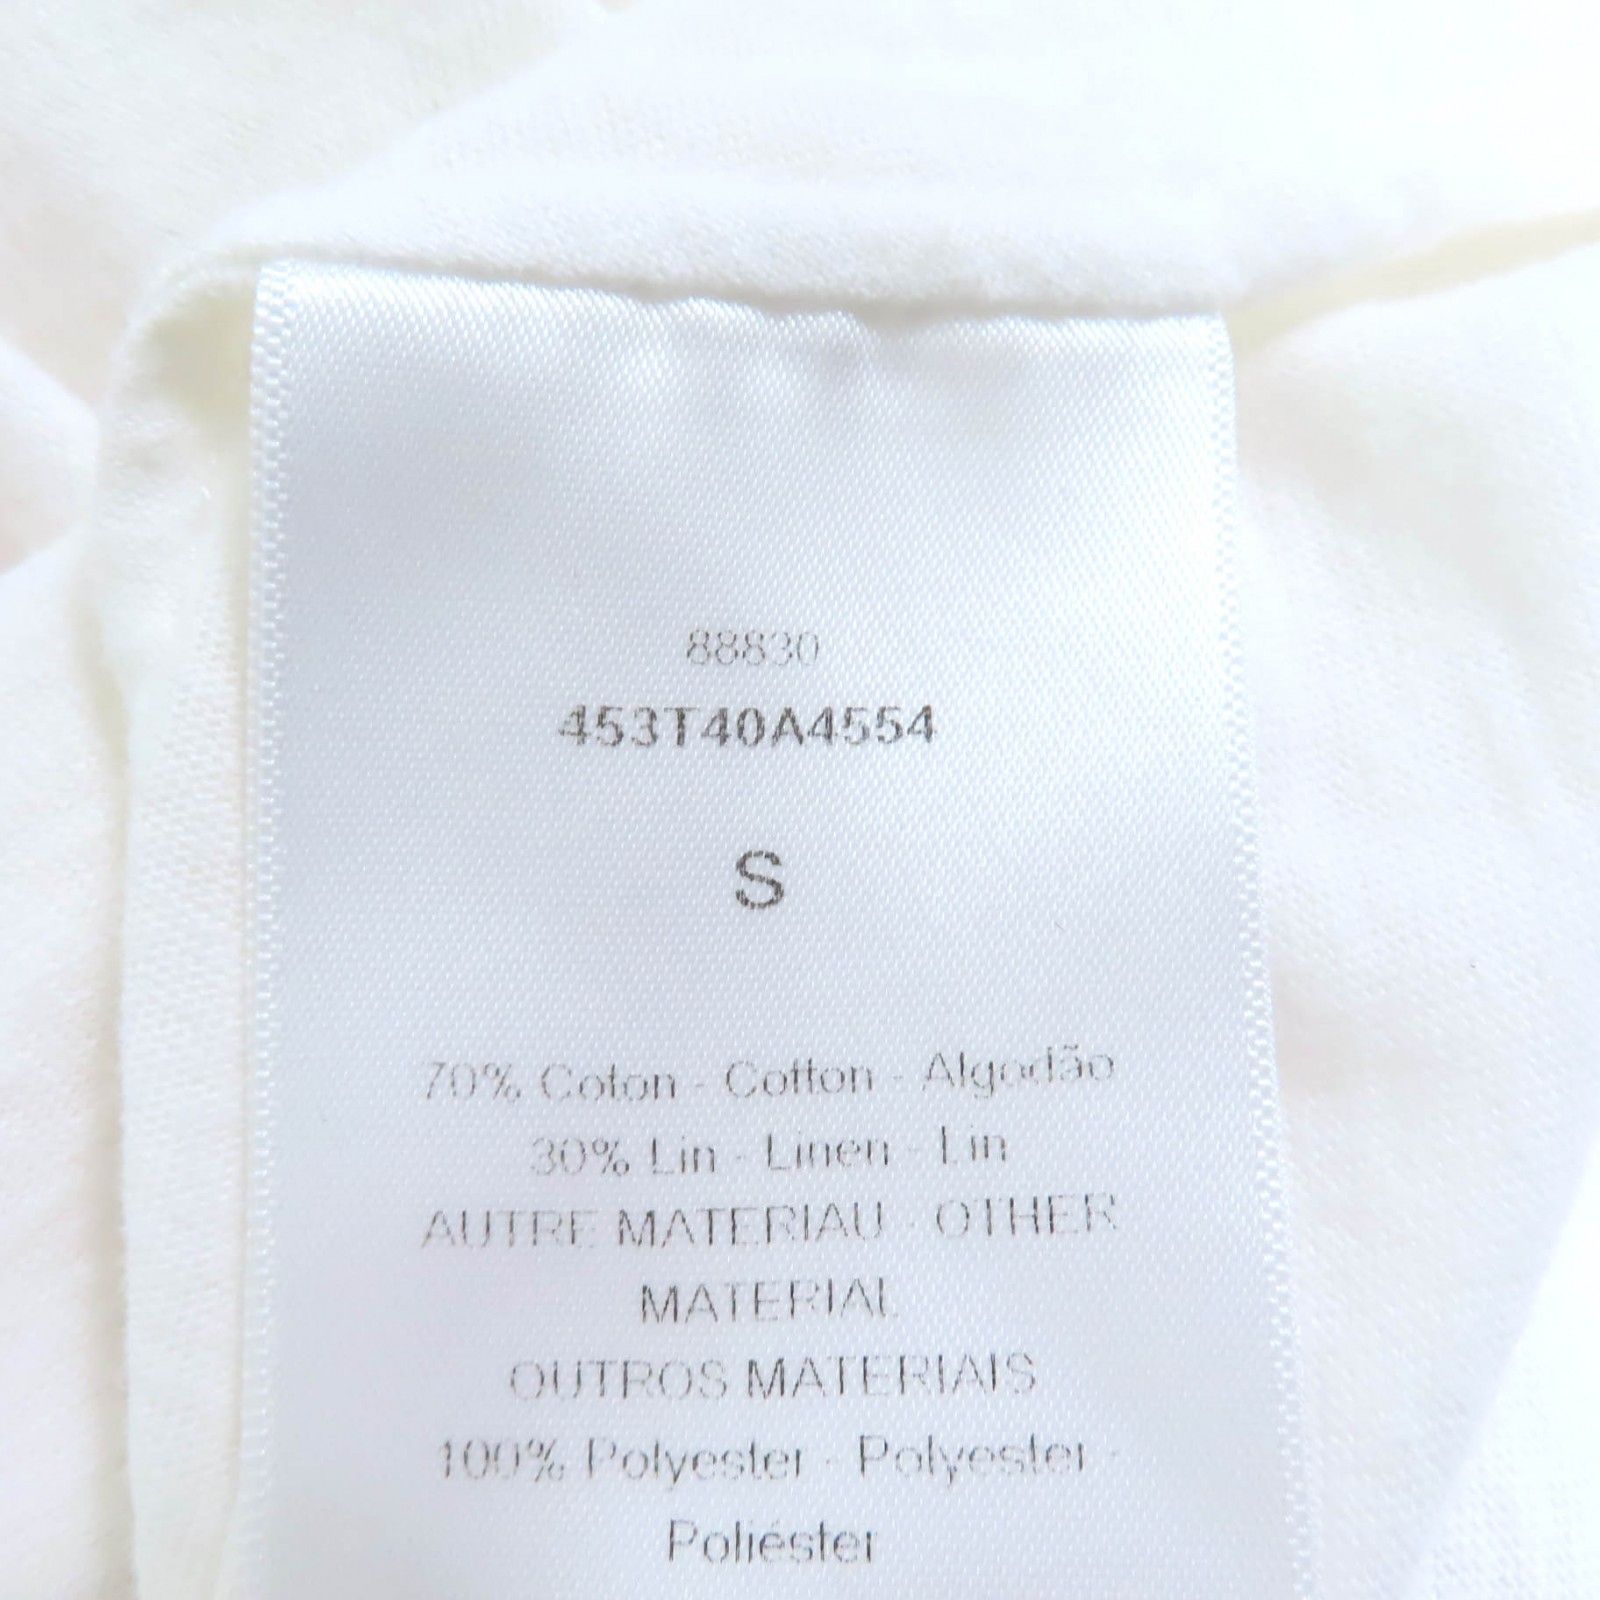 88830
453T40A4554
S
70% Coton - Cotton - Algodão
30% Lin - Linen - Lin
AUTRE MATERIAU - OTHER
MATERIAL
OUTROS MATERIAIS
100% Polyester - Polyester -
Poliéster